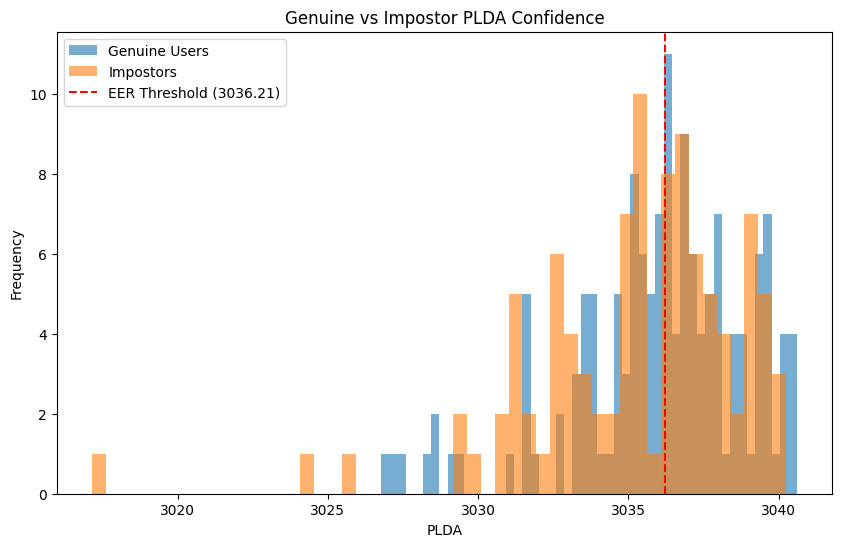 Genuine vs Impostor PLDA Confidence
Genuine Users
Impostors
EER Threshold (3036.21)
Frequency
10
8
6
4
2
0
3020
3025
3030
3035
3040
PLDA